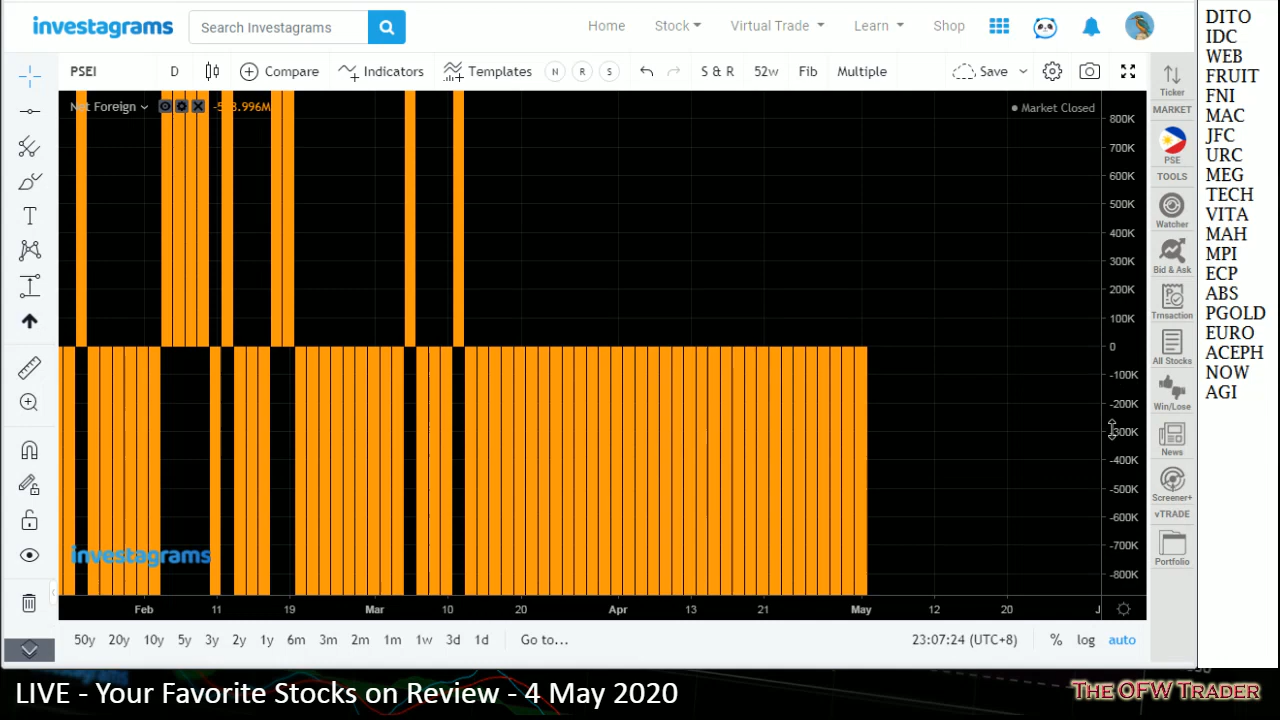 investagrams
Search Investagrams
Home
Stock
Virtual Trade
Learn
Shop
PSEI
D
Compare
Indicators
Templates
N
R
S
S & R
52w
Fib
Multiple
Save
Net Foreign
Market Closed
800K
700K
600K
500K
400K
300K
200K
100K
0
-100K
-200K
-300K
-400K
-500K
-600K
-700K
-800K
investagrams
Feb
11
19
Mar
10
20
Apr
13
21
May
12
20
50y
20y
10y
5y
3y
2y
1y
6m
3m
2m
1m
1w
3d
1d
Go to...
23:07:24 (UTC+8)
%
log
auto
Ticker
MARKET
PSE
TOOLS
Watcher
Bid & Ask
Trnsaction
All Stocks
Win/Lose
News
Screener+
vTRADE
Portfolio
DITO
IDC
WEB
FRUIT
FNI
MAC
JFC
URC
MEG
TECH
VITA
MAH
MPI
ECP
ABS
PGOLD
EURO
ACEPH
NOW
AGI
LIVE - Your Favorite Stocks on Review - 4 May 2020
THE OFW TRADER